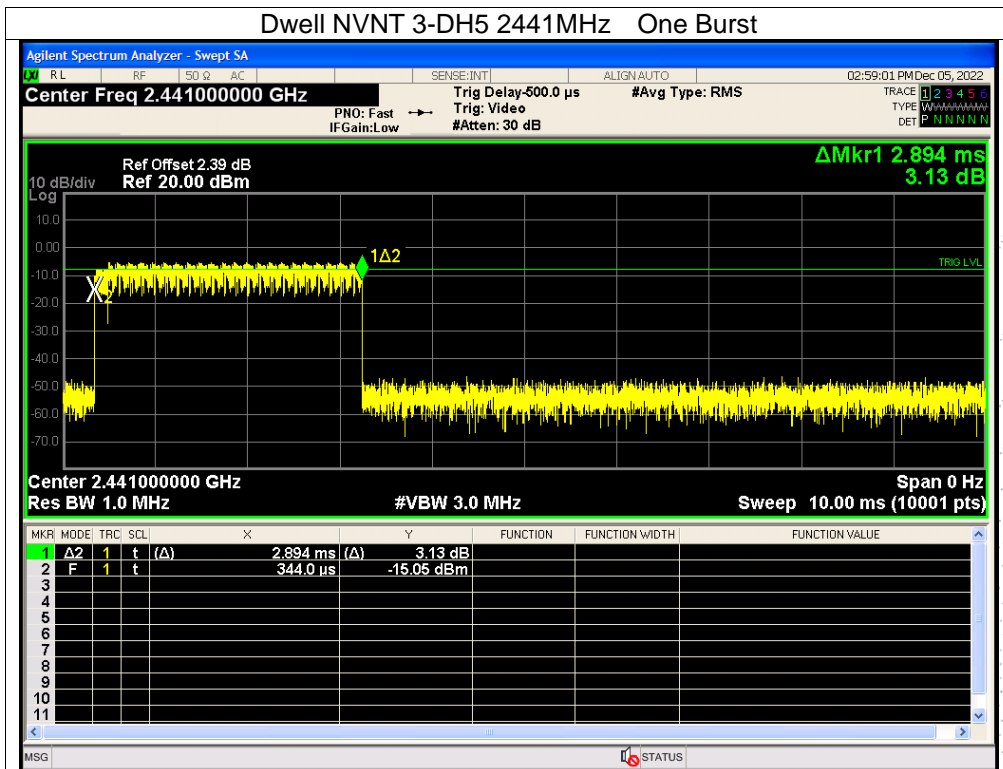 Dwell NVNT 3-DH5 2441MHz One Burst
Agilent Spectrum Analyzer - Swept SA
LXI RL RF 50 Ω AC SENSE:INT ALIGN AUTO 02:59:01 PM Dec 05, 2022
Center Freq 2.441000000 GHz
PNO: Fast
IFGain:Low
Trig Delay-500.0 µs
Trig: Video
#Atten: 30 dB
#Avg Type: RMS
TRACE 1 2 3 4 5 6
TYPE WWWWWW
DET P N N N N N
ΔMkr1 2.894 ms
3.13 dB
Ref Offset 2.39 dB
10 dB/div Ref 20.00 dBm
Log
10.0
0.00
-10.0
-20.0
-30.0
-40.0
-50.0
-60.0
-70.0
1Δ2
X2
TRIG LVL
Center 2.441000000 GHz Span 0 Hz
Res BW 1.0 MHz #VBW 3.0 MHz Sweep 10.00 ms (10001 pts)
MKR MODE TRC SCL X Y FUNCTION FUNCTION WIDTH FUNCTION VALUE
1 Δ2 1 t (Δ) 2.894 ms (Δ) 3.13 dB
2 F 1 t 344.0 µs -15.05 dBm
3
4
5
6
7
8
9
10
11
MSG STATUS